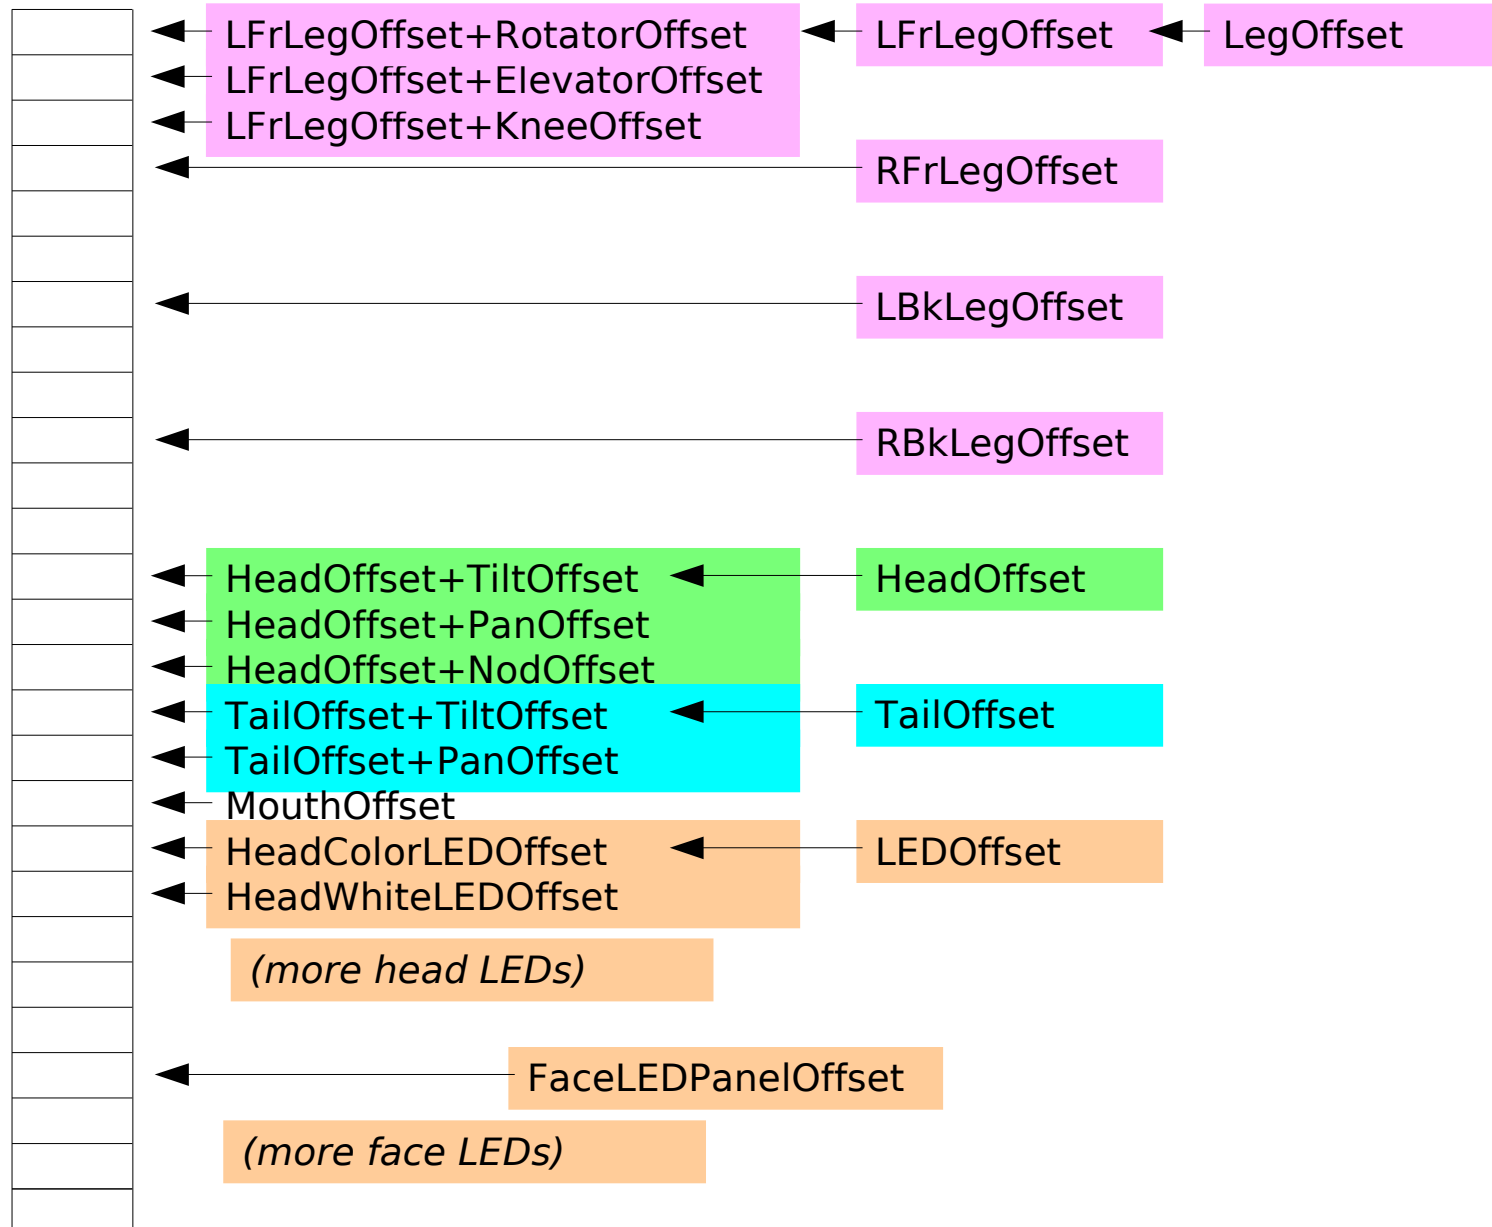 LFrLegOffset+RotatorOffset LFrLegOffset LegOffset
LFrLegOffset+ElevatorOffset
LFrLegOffset+KneeOffset
RFrLegOffset
LBkLegOffset
RBkLegOffset
HeadOffset+TiltOffset HeadOffset
HeadOffset+PanOffset
HeadOffset+NodOffset
TailOffset+TiltOffset TailOffset
TailOffset+PanOffset
MouthOffset
HeadColorLEDOffset LEDOffset
HeadWhiteLEDOffset
(more head LEDs)
FaceLEDPanelOffset
(more face LEDs)